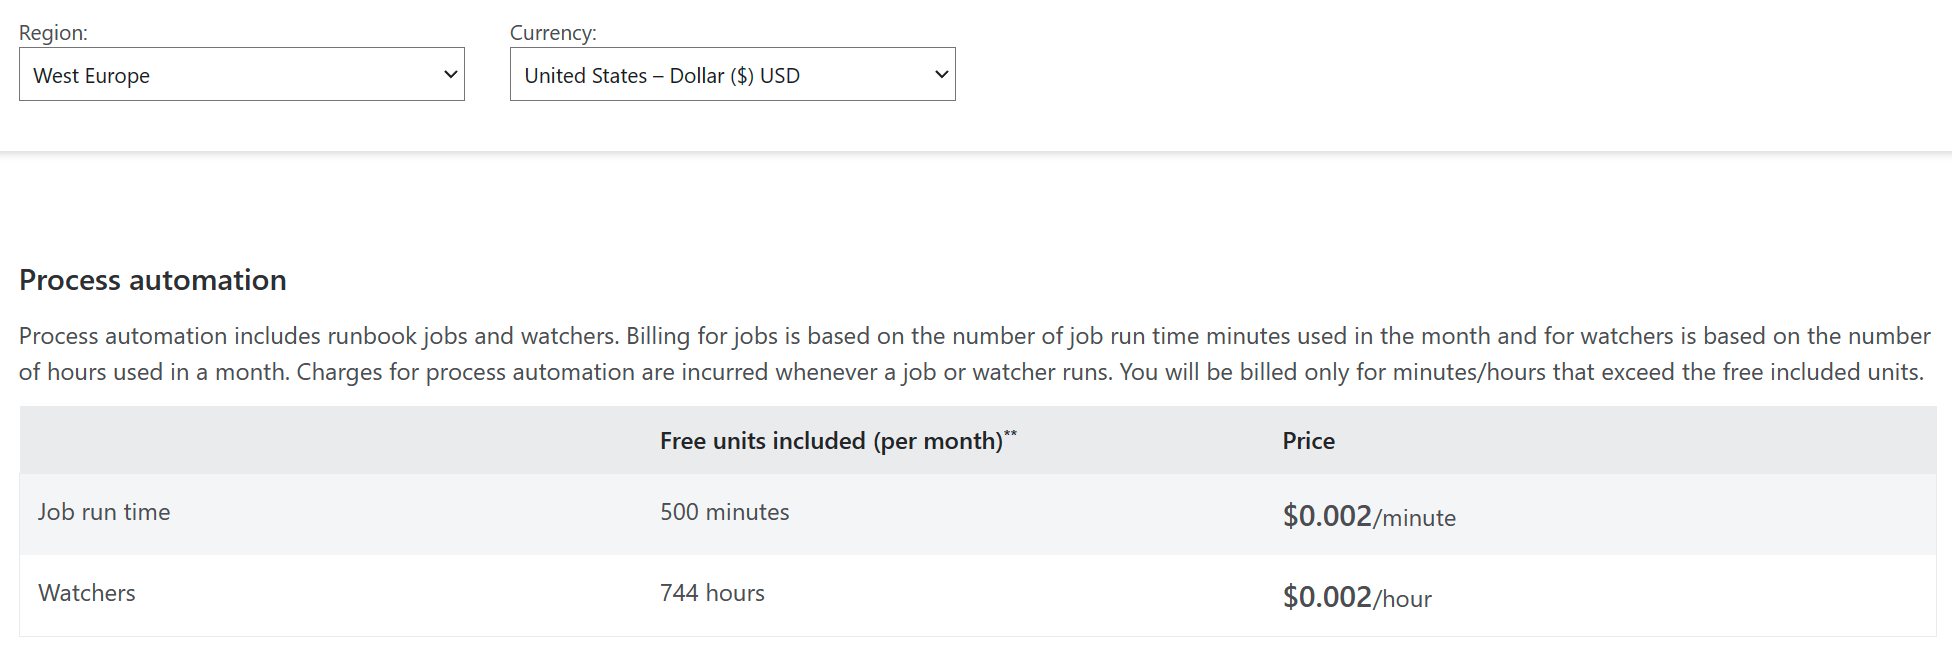 Region:
Currency:
West Europe
United States – Dollar ($) USD
Process automation
Process automation includes runbook jobs and watchers. Billing for jobs is based on the number of job run time minutes used in the month and for watchers is based on the number
of hours used in a month. Charges for process automation are incurred whenever a job or watcher runs. You will be billed only for minutes/hours that exceed the free included units.
Free units included (per month)** Price
Job run time 500 minutes $0.002/minute
Watchers 744 hours $0.002/hour